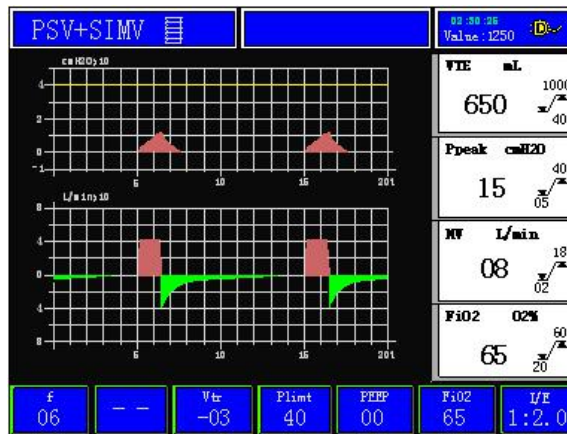 PSV+SIMV
02:30:26
Value:1250
cmH2O×10
4
2
0
-1
5
10
15
20t
L/min×10
8
4
0
4
8
5
10
15
20t
VTE mL
650
1000
40
Ppeak cmH2O
15
40
05
MV L/min
08
18
02
FiO2 O2%
65
60
20
f
06
--
Vtr
-03
Plimt
40
PEEP
00
FiO2
65
I/E
1:2.0